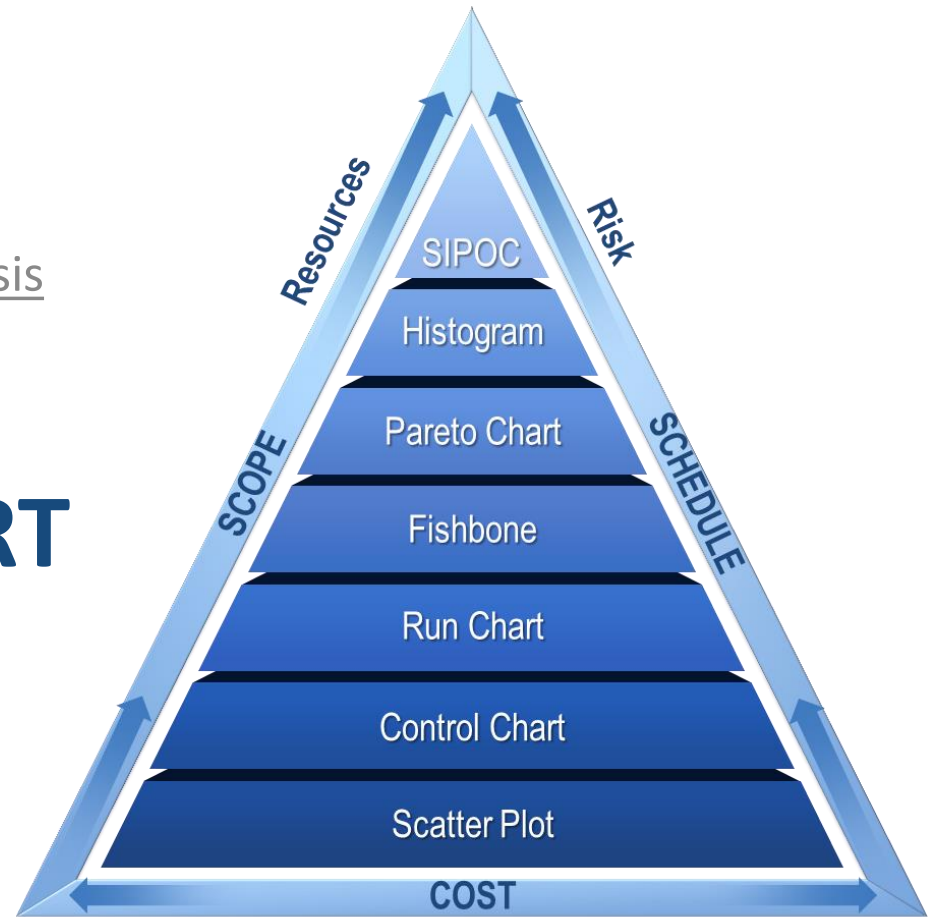 Resources
Risk
SIPOC
sis
Histogram
Pareto Chart
SCOPE
SCHEDULE
RT
Fishbone
Run Chart
Control Chart
Scatter Plot
COST